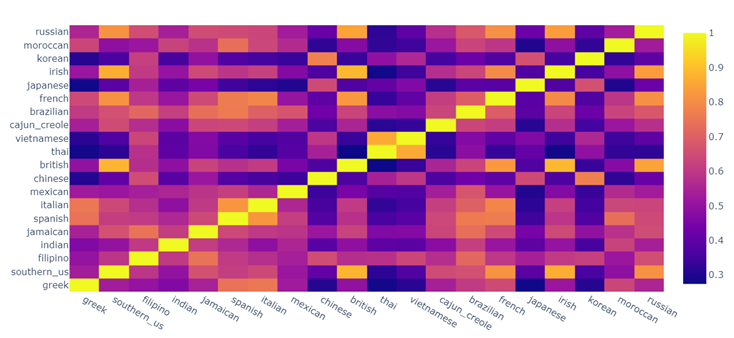 russian
moroccan
korean
irish
japanese
french
brazilian
cajun_creole
vietnamese
thai
british
chinese
mexican
italian
spanish
jamaican
indian
filipino
southern_us
greek
greek
southern_us
filipino
indian
jamaican
spanish
italian
mexican
chinese
british
thai
vietnamese
cajun_creole
brazilian
french
japanese
irish
korean
moroccan
russian
1
0.9
0.8
0.7
0.6
0.5
0.4
0.3